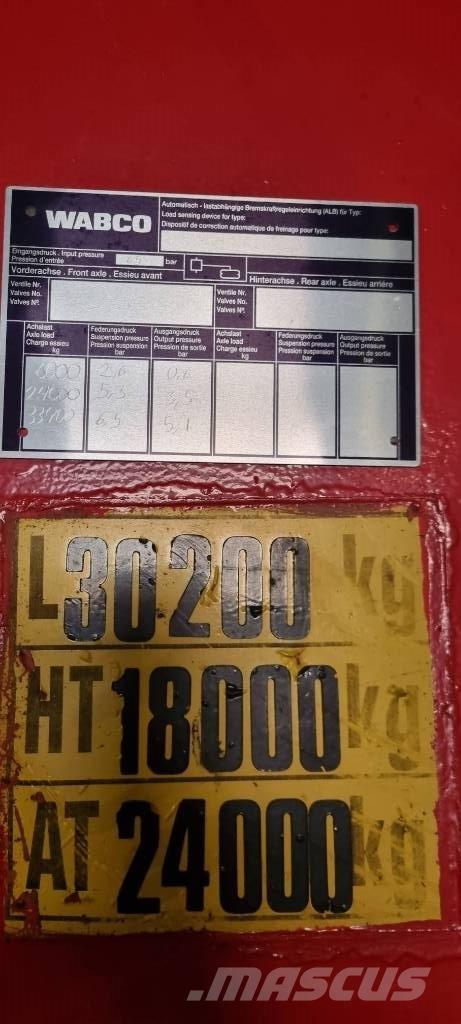 WABCO
Automatisch - lastabhängige Bremskraftregeleinrichtung (ALB) für Typ:
Load sensing device for type:
Dispositif de correction automatique de freinage pour type:
Eingangsdruck . Input pressure
Pression d'entrée 6,5 bar
Vorderachse . Front axle . Essieu avant
Hinterachse . Rear axle . Essieu arrière
Ventile Nr.
Valves No.
Valves Nº.
Ventile Nr.
Valves No.
Valves Nº.
Achslast
Axle load
Charge essieu
kg
Federungsdruck
Suspension pressure
Pression suspension
bar
Ausgangsdruck
Output pressure
Pression de sortie
bar
Achslast
Axle load
Charge essieu
kg
Federungsdruck
Suspension pressure
Pression suspension
bar
Ausgangsdruck
Output pressure
Pression de sortie
bar
24000 5,3 3,5
6,5 5,1
L 30200 kg
HT 18000 kg
AT 24000 kg
MASCUS